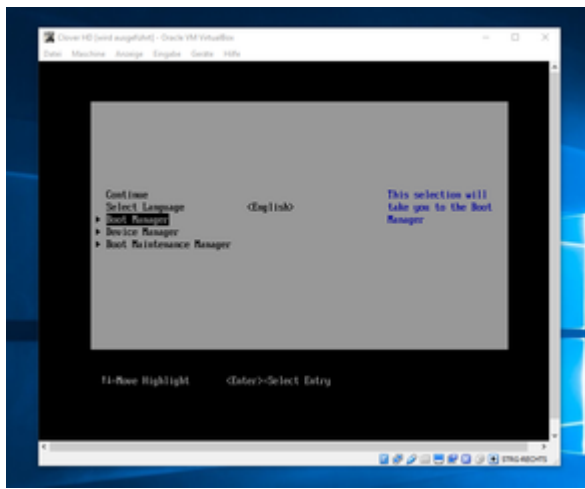 Clover HD [wird ausgeführt] - Oracle VM VirtualBox
Datei Maschine Anzeige Eingabe Geräte Hilfe
Continue
Select Language <English>
Boot Manager
Device Manager
Boot Maintenance Manager
This selection will
take you to the Boot
Manager
↑↓=Move Highlight <Enter>=Select Entry
STRG-RECHTS